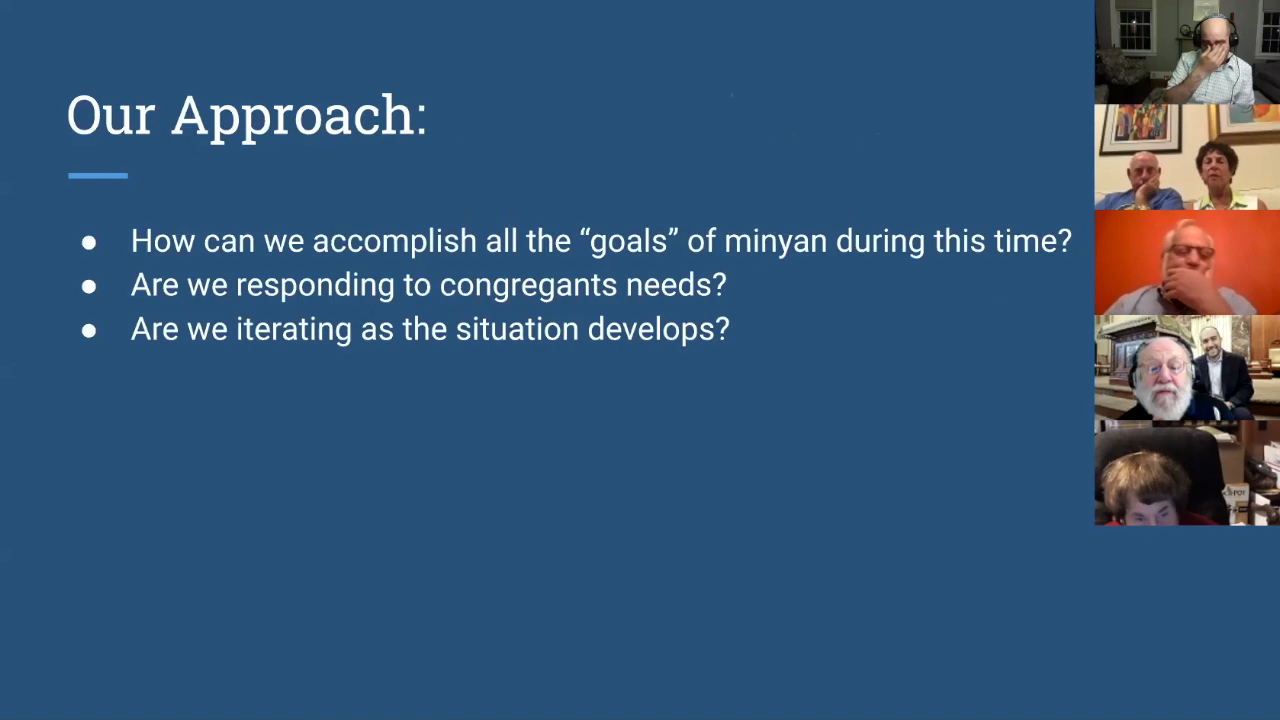 Our Approach:
● How can we accomplish all the “goals” of minyan during this time?
● Are we responding to congregants needs?
● Are we iterating as the situation develops?